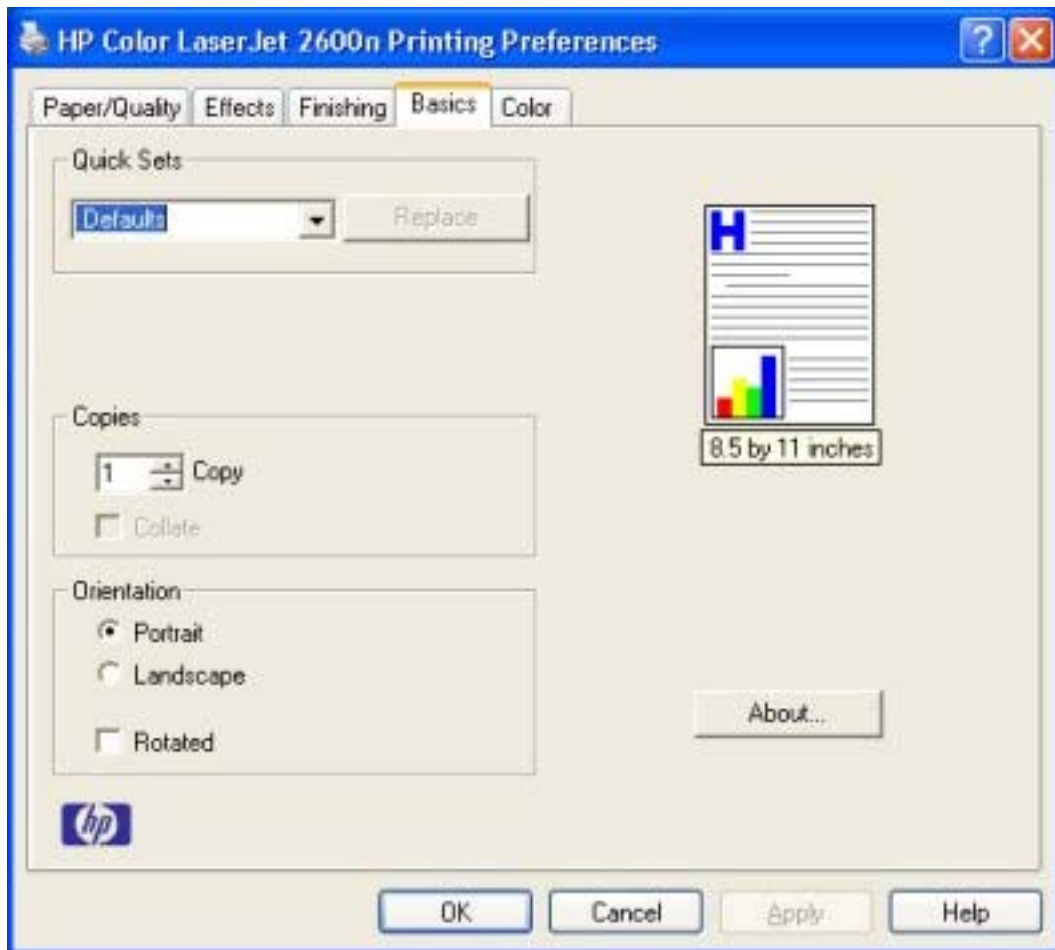 HP Color LaserJet 2600n Printing Preferences
?
Paper/Quality Effects Finishing Basics Color
Quick Sets
Defaults Replace
H
8.5 by 11 inches
Copies
1 Copy
Collate
Orientation
Portrait
Landscape
Rotated
About...
hp
OK Cancel Apply Help